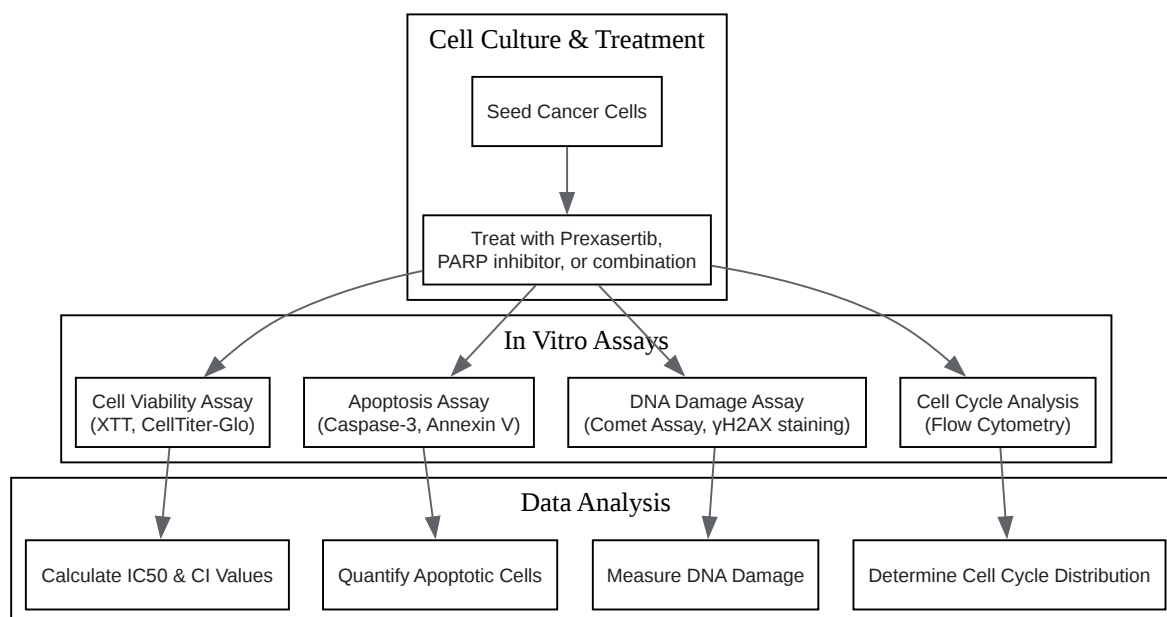 Cell Culture & Treatment
Seed Cancer Cells
Treat with Prexasertib,
PARP inhibitor, or combination
In Vitro Assays
Cell Viability Assay
(XTT, CellTiter-Glo)
Apoptosis Assay
(Caspase-3, Annexin V)
DNA Damage Assay
(Comet Assay, γH2AX staining)
Cell Cycle Analysis
(Flow Cytometry)
Data Analysis
Calculate IC50 & CI Values
Quantify Apoptotic Cells
Measure DNA Damage
Determine Cell Cycle Distribution